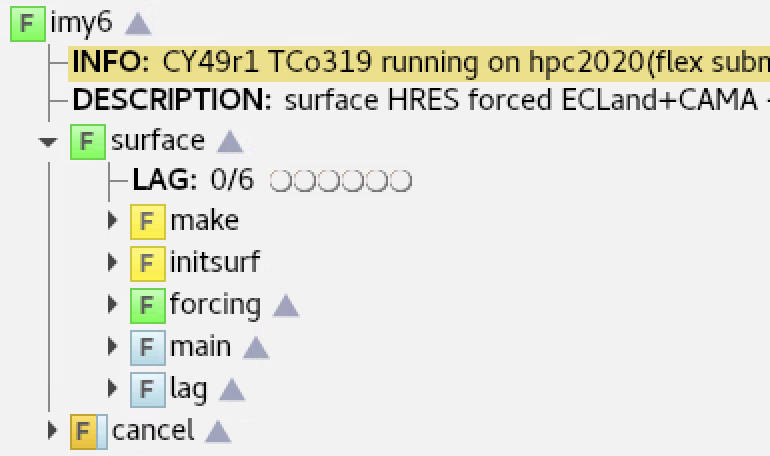 F imy6
INFO: CY49r1 TCo319 running on hpc2020(flex subm
DESCRIPTION: surface HRES forced ECLand+CAMA -
F surface
LAG: 0/6
F make
F initsurf
F forcing
F main
F lag
F cancel